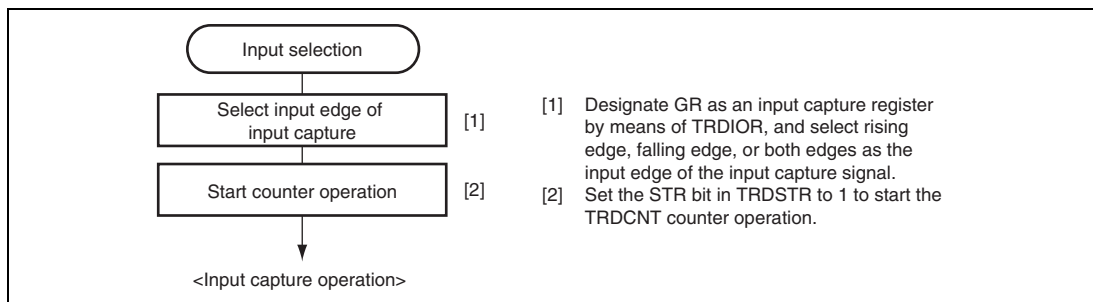 Input selection
Select input edge of
input capture
[1]
Start counter operation
[2]
<Input capture operation>
[1] Designate GR as an input capture register
by means of TRDIOR, and select rising
edge, falling edge, or both edges as the
input edge of the input capture signal.
[2] Set the STR bit in TRDSTR to 1 to start the
TRDCNT counter operation.